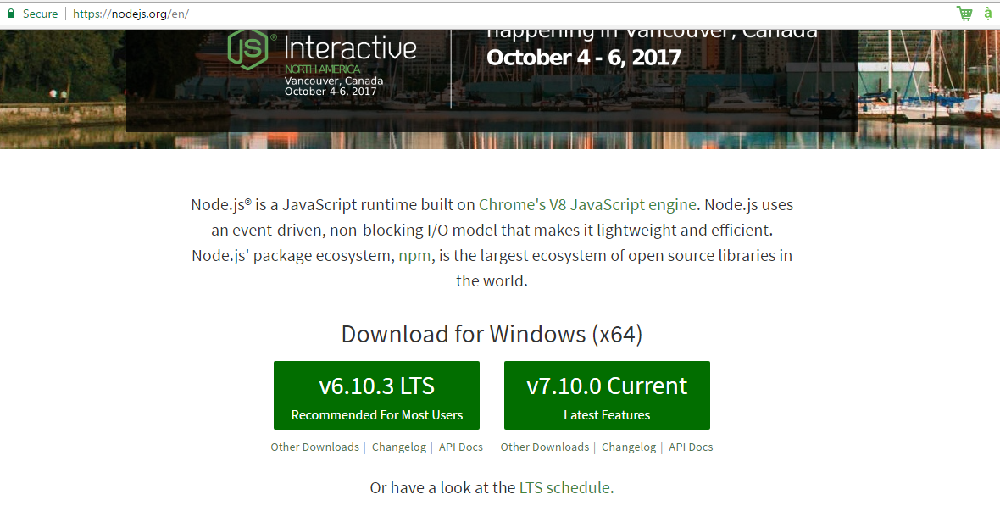 Secure
https://nodejs.org/en/
JS® Interactive
NORTH AMERICA
Vancouver, Canada
October 4-6, 2017
happening in Vancouver, Canada
October 4 - 6, 2017
Node.js® is a JavaScript runtime built on Chrome's V8 JavaScript engine. Node.js uses
an event-driven, non-blocking I/O model that makes it lightweight and efficient.
Node.js' package ecosystem, npm, is the largest ecosystem of open source libraries in
the world.
Download for Windows (x64)
v6.10.3 LTS
Recommended For Most Users
v7.10.0 Current
Latest Features
Other Downloads | Changelog | API Docs
Other Downloads | Changelog | API Docs
Or have a look at the LTS schedule.